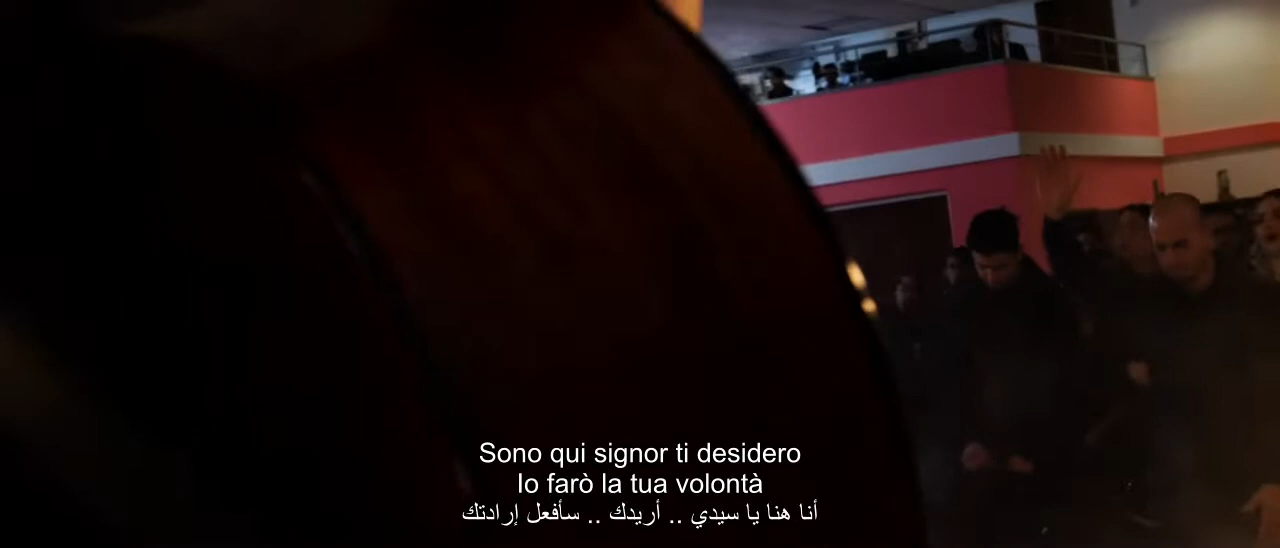 Sono qui signor ti desidero
Io farò la tua volontà
أنا هنا يا سيدي .. أريدك .. سأفعل إرادتك